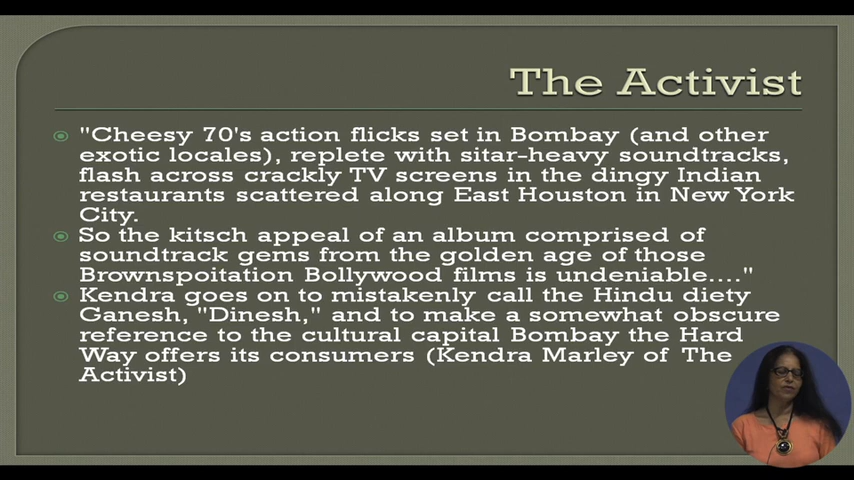 The Activist
"Cheesy 70's action flicks set in Bombay (and other
exotic locales), replete with sitar-heavy soundtracks,
flash across crackly TV screens in the dingy Indian
restaurants scattered along East Houston in New York
City.
So the kitsch appeal of an album comprised of
soundtrack gems from the golden age of those
Brownspoitation Bollywood films is undeniable...."
Kendra goes on to mistakenly call the Hindu diety
Ganesh, "Dinesh," and to make a somewhat obscure
reference to the cultural capital Bombay the Hard
Way offers its consumers (Kendra Marley of The
Activist)